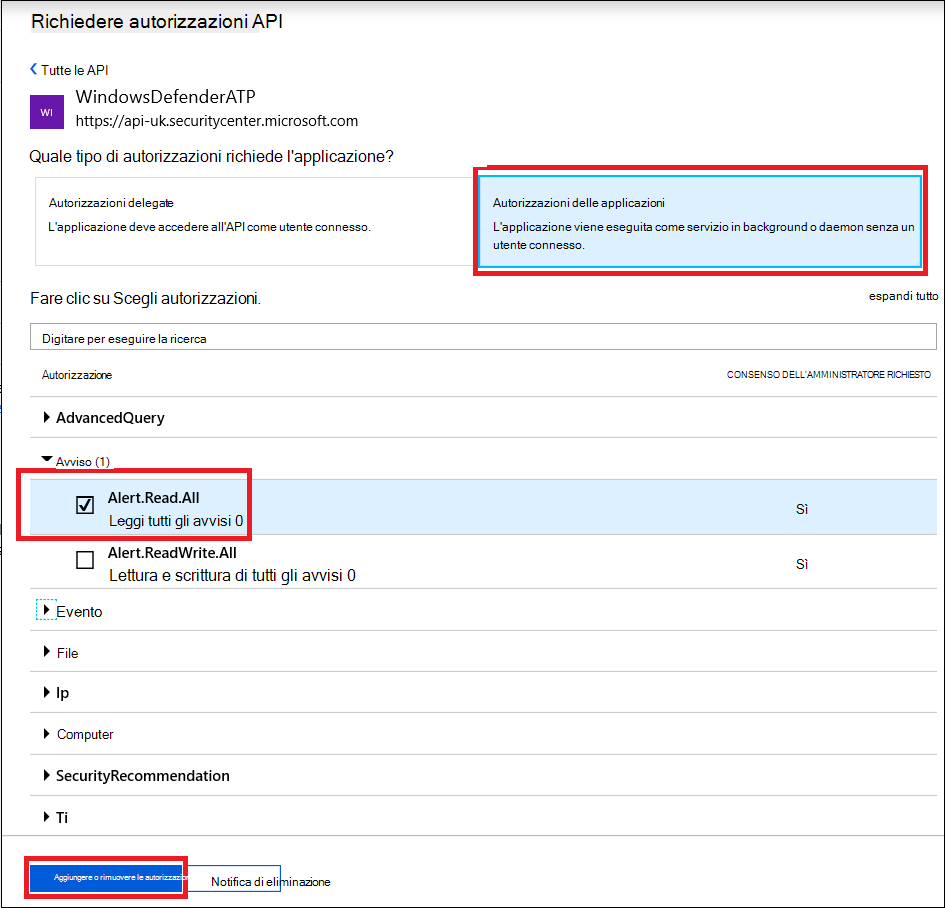 Richiedere autorizzazioni API
Tutte le API
WI
WindowsDefenderATP
https://api-uk.securitycenter.microsoft.com
Quale tipo di autorizzazioni richiede l'applicazione?
Autorizzazioni delegate
L'applicazione deve accedere all'API come utente connesso.
Autorizzazioni delle applicazioni
L'applicazione viene eseguita come servizio in background o daemon senza un
utente connesso.
Fare clic su Scegli autorizzazioni.
espandi tutto
Digitare per eseguire la ricerca
Autorizzazione
CONSENSO DELL'AMMINISTRATORE RICHIESTO
AdvancedQuery
Avviso (1)
Alert.Read.All
Leggi tutti gli avvisi 0
Sì
Alert.ReadWrite.All
Lettura e scrittura di tutti gli avvisi 0
Sì
Evento
File
Ip
Computer
SecurityRecommendation
Ti
Aggiungere o rimuovere le autorizzazion
Notifica di eliminazione